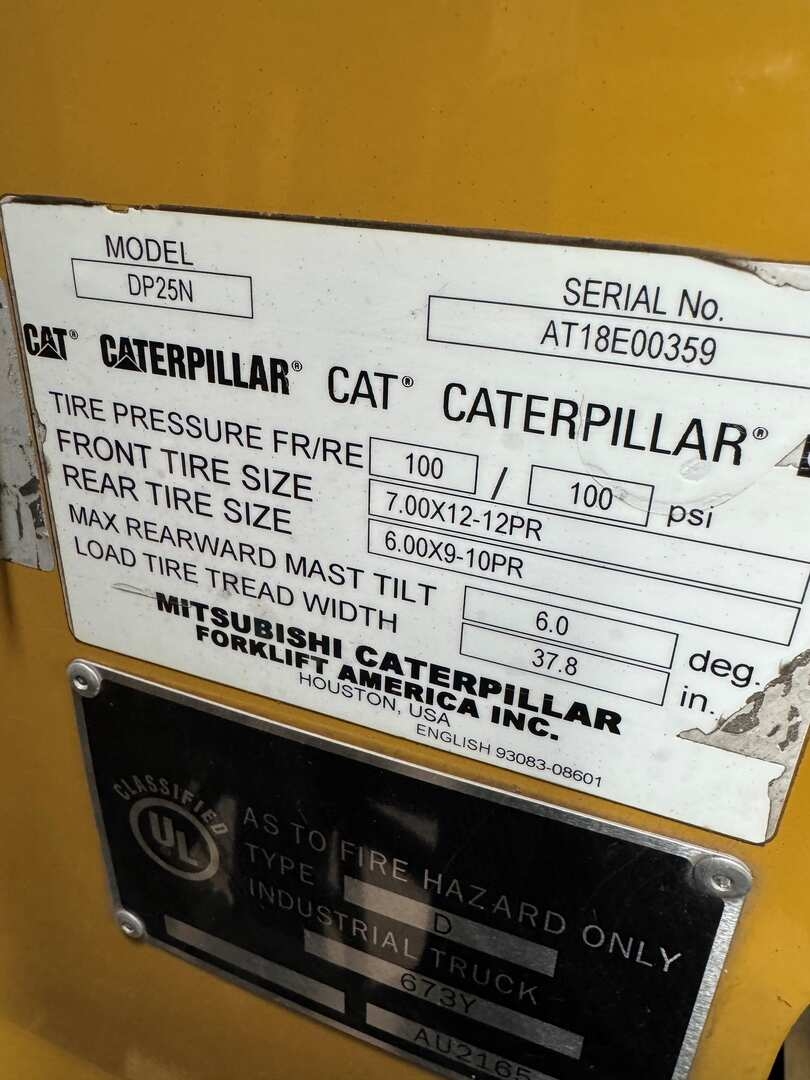 MODEL
DP25N
SERIAL No.
AT18E00359
CAT® CATERPILLAR® CAT® CATERPILLAR®
TIRE PRESSURE FR/RE 100 / 100 psi
FRONT TIRE SIZE 7.00X12-12PR
REAR TIRE SIZE 6.00X9-10PR
MAX REARWARD MAST TILT 6.0 deg.
LOAD TIRE TREAD WIDTH 37.8 in.
MITSUBISHI CATERPILLAR
FORKLIFT AMERICA INC.
HOUSTON, USA
ENGLISH 93083-08601
CLASSIFIED
UL
AS TO FIRE HAZARD ONLY
TYPE D
INDUSTRIAL TRUCK
673Y
AU2165